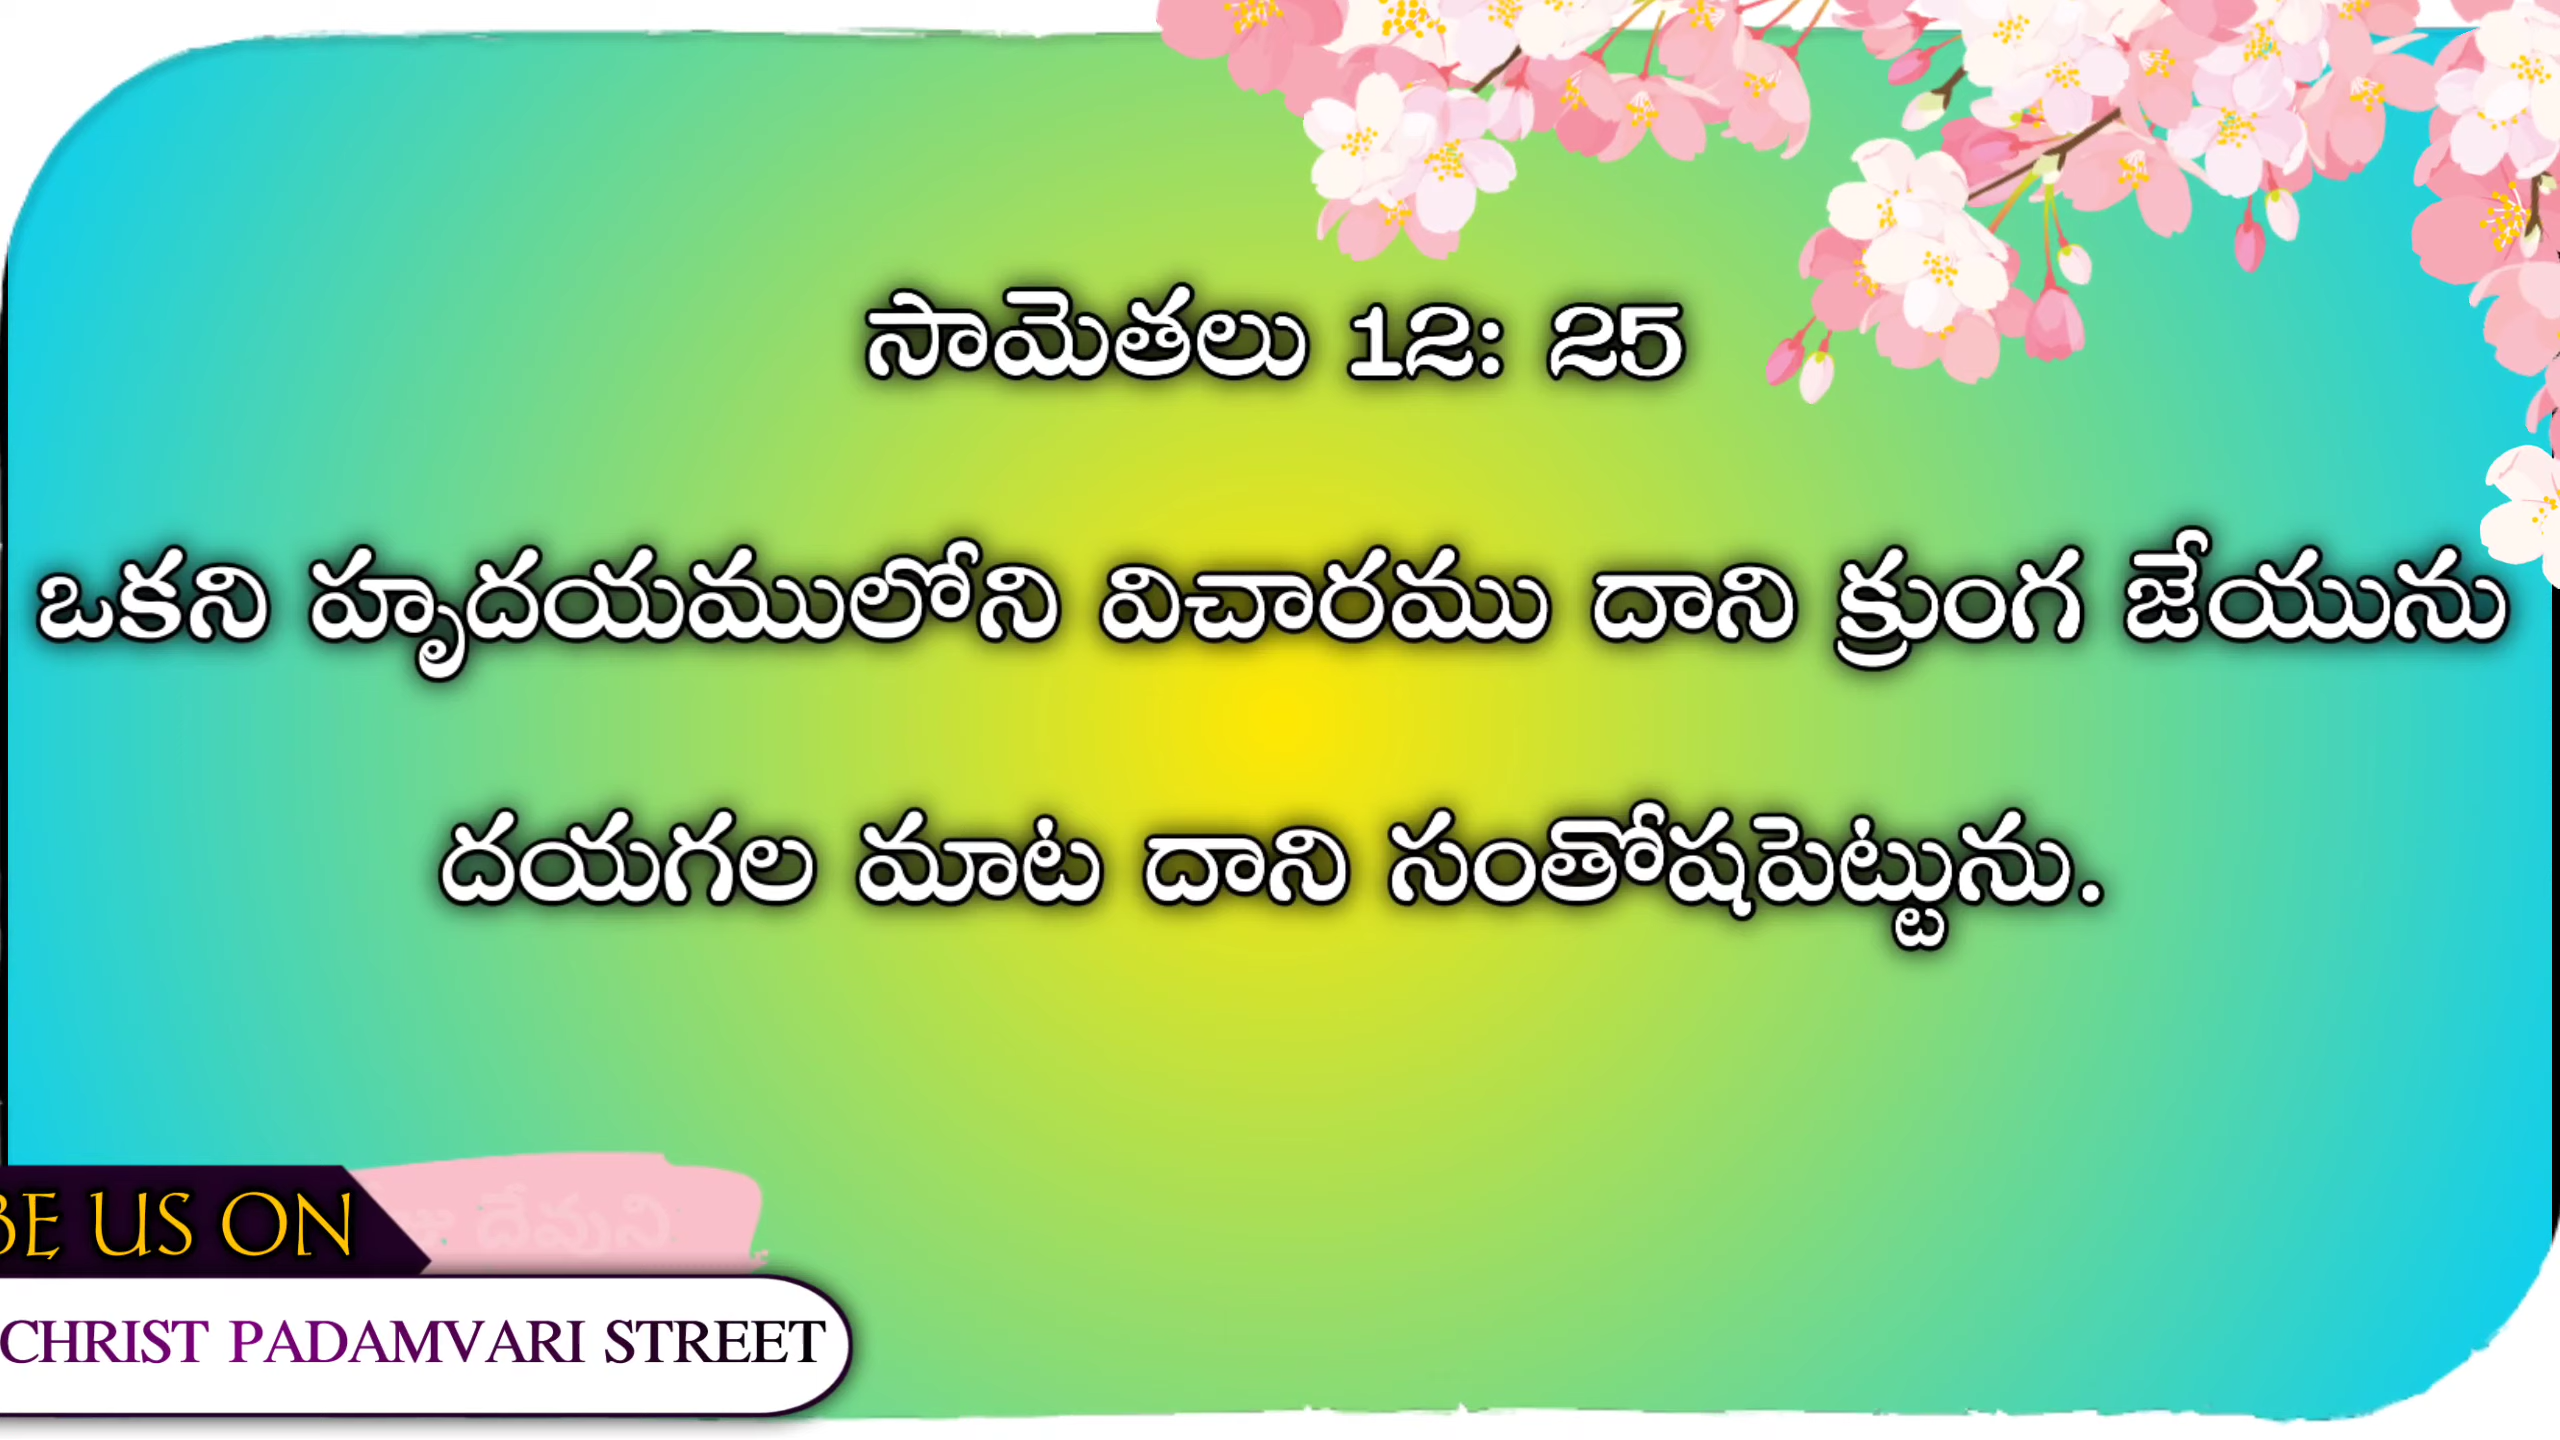 సామెతలు 12: 25
ఒకని హృదయములోని విచారము దాని క్రుంగ జేయును
దయగల మాట దాని సంతోషపెట్టును.
దేవుని
BE US ON
CHRIST PADAMVARI STREET